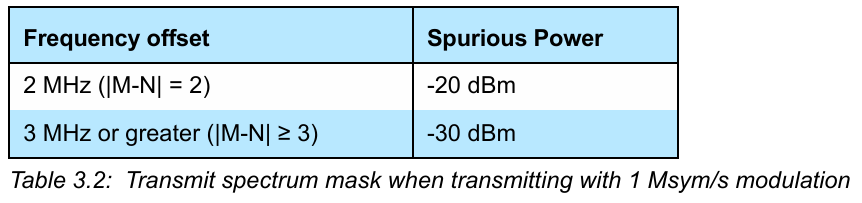 Frequency offset Spurious Power
2 MHz (|M-N| = 2) -20 dBm
3 MHz or greater (|M-N| ≥ 3) -30 dBm
Table 3.2: Transmit spectrum mask when transmitting with 1 Msym/s modulation